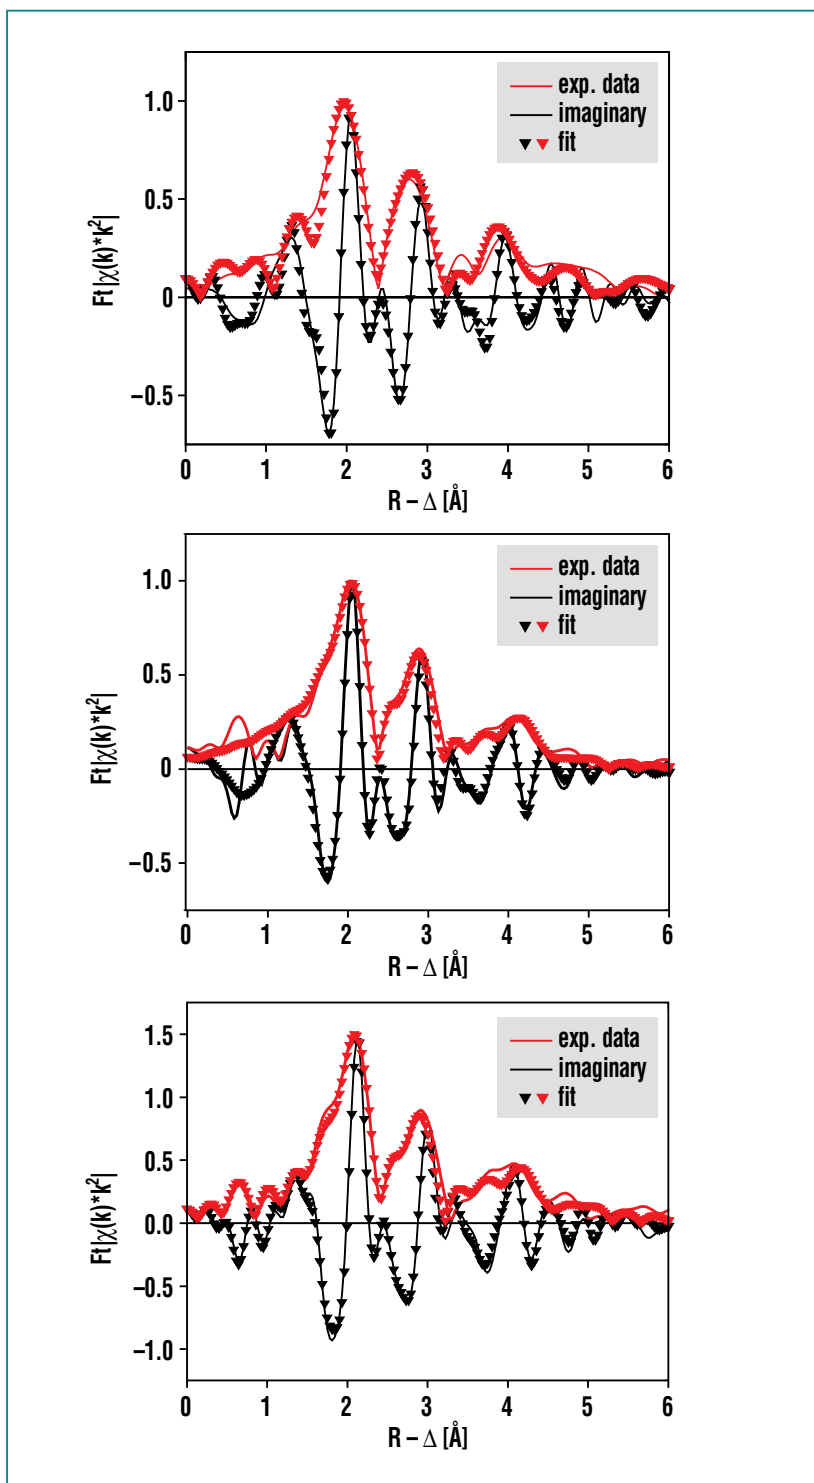 exp. data
imaginary
fit
1.0
0.5
0
−0.5
Ft|χ(k)*k²|
0 1 2 3 4 5 6
R − Δ [Å]
exp. data
imaginary
fit
1.0
0.5
0
−0.5
Ft|χ(k)*k²|
0 1 2 3 4 5 6
R − Δ [Å]
exp. data
imaginary
fit
1.5
1.0
0.5
0.0
−0.5
−1.0
Ft|χ(k)*k²|
0 1 2 3 4 5 6
R − Δ [Å]